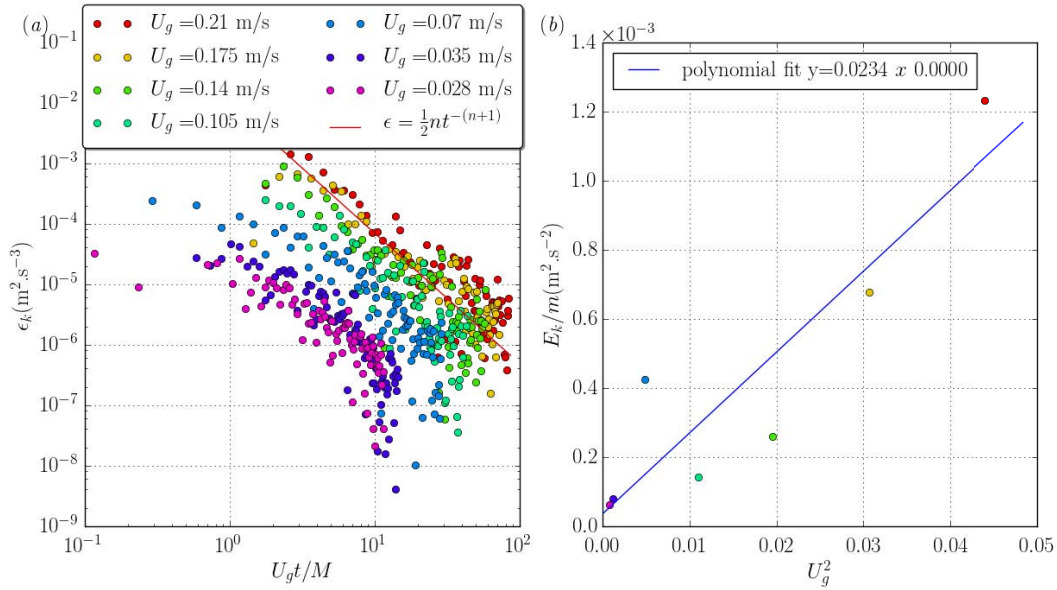 (a)
U_g =0.21 m/s
U_g =0.175 m/s
U_g =0.14 m/s
U_g =0.105 m/s
U_g =0.07 m/s
U_g =0.035 m/s
U_g =0.028 m/s
ϵ = ½nt^{-(n+1)}
10^{-1}
10^{-2}
10^{-3}
10^{-4}
10^{-5}
10^{-6}
10^{-7}
10^{-8}
10^{-9}
ϵ_k(m^2.s^{-3})
10^{-1}
10^0
10^1
10^2
U_g t/M
(b)
×10^{-3}
polynomial fit y=0.0234 x 0.0000
1.4
1.2
1.0
0.8
0.6
0.4
0.2
0.0
E_k/m(m^2.s^{-2})
0.00
0.01
0.02
0.03
0.04
0.05
U_g^2